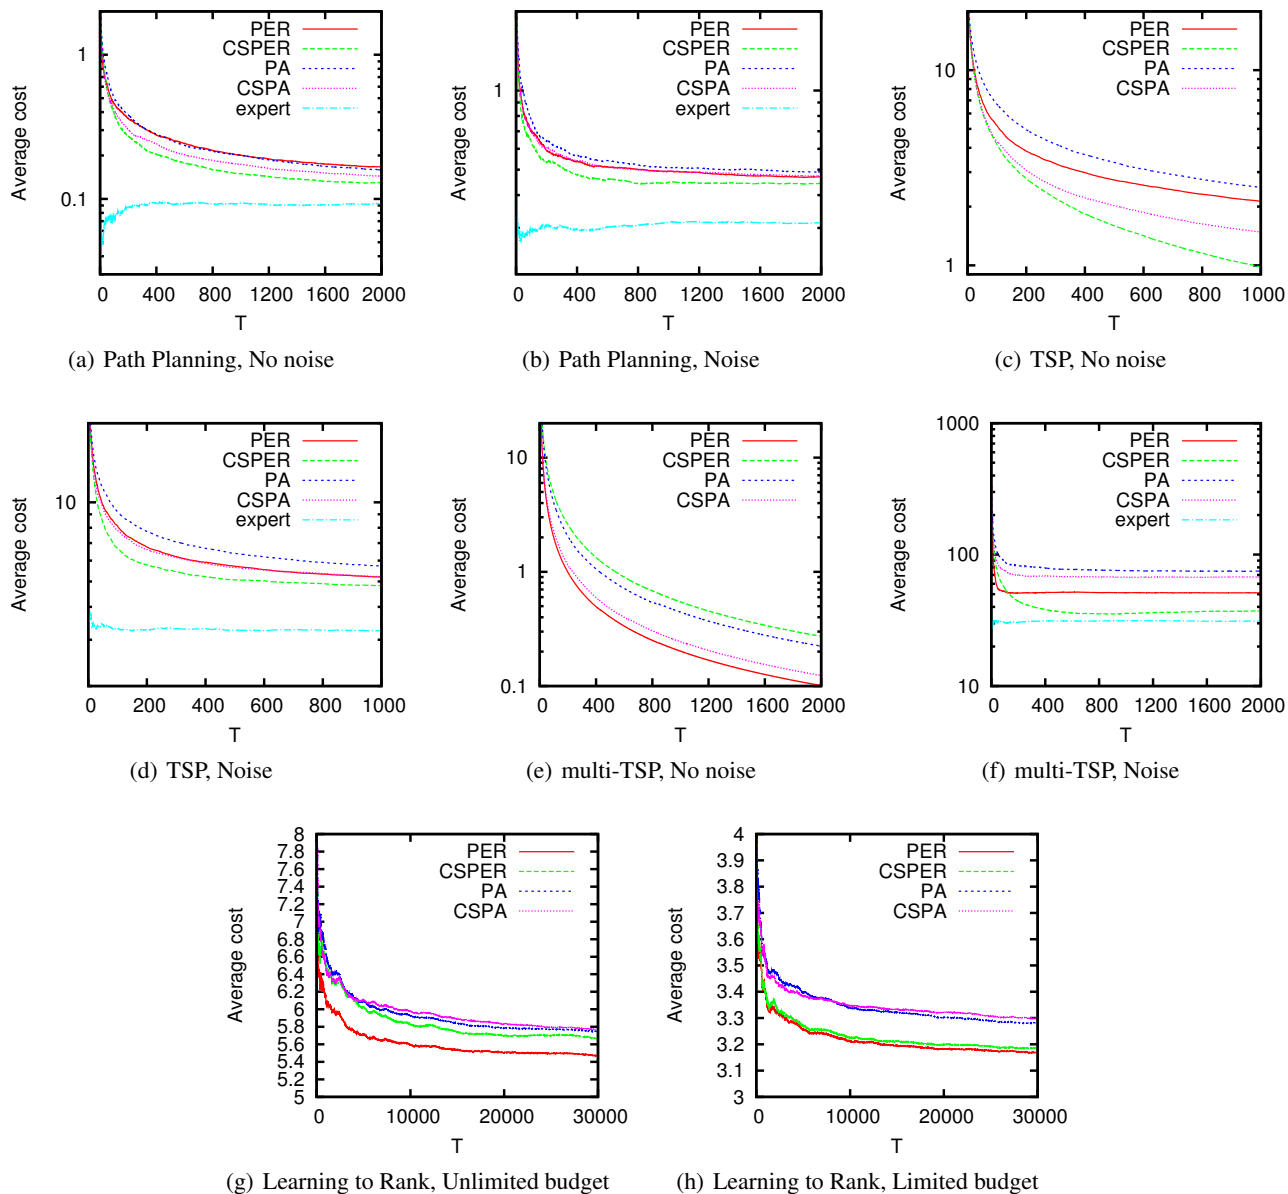 PER
CSPER
PA
CSPA
expert
1
0.1
Average cost
0 400 800 1200 1600 2000
T
(a) Path Planning, No noise
PER
CSPER
PA
CSPA
expert
1
Average cost
0 400 800 1200 1600 2000
T
(b) Path Planning, Noise
PER
CSPER
PA
CSPA
10
1
Average cost
0 200 400 600 800 1000
T
(c) TSP, No noise
PER
CSPER
PA
CSPA
expert
10
Average cost
0 200 400 600 800 1000
T
(d) TSP, Noise
PER
CSPER
PA
CSPA
10
1
0.1
Average cost
0 400 800 1200 1600 2000
T
(e) multi-TSP, No noise
PER
CSPER
PA
CSPA
expert
1000
100
10
Average cost
0 400 800 1200 1600 2000
T
(f) multi-TSP, Noise
PER
CSPER
PA
CSPA
8
7.8
7.6
7.4
7.2
7
6.8
6.6
6.4
6.2
6
5.8
5.6
5.4
5.2
5
Average cost
0 10000 20000 30000
T
(g) Learning to Rank, Unlimited budget
PER
CSPER
PA
CSPA
4
3.9
3.8
3.7
3.6
3.5
3.4
3.3
3.2
3.1
3
Average cost
0 10000 20000 30000
T
(h) Learning to Rank, Limited budget